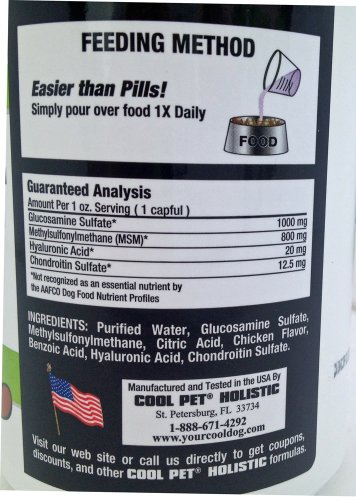 FEEDING METHOD
Easier than Pills!
Simply pour over food 1X Daily
FOOD
Guaranteed Analysis
Amount Per 1 oz. Serving ( 1 capful )
Glucosamine Sulfate* 1000 mg
Methylsulfonylmethane (MSM)* 800 mg
Hyaluronic Acid* 20 mg
Chondroitin Sulfate* 12.5 mg
*Not recognized as an essential nutrient by
the AAFCO Dog Food Nutrient Profiles
INGREDIENTS: Purified Water, Glucosamine Sulfate,
Methylsulfonylmethane, Citric Acid, Chicken Flavor,
Benzoic Acid, Hyaluronic Acid, Chondroitin Sulfate.
Manufactured and Tested in the USA By
COOL PET® HOLISTIC
St. Petersburg, FL 33734
1-888-671-4292
www.yourcooldog.com
Visit our web site or call us directly to get coupons,
discounts, and other COOL PET® HOLISTIC formulas.